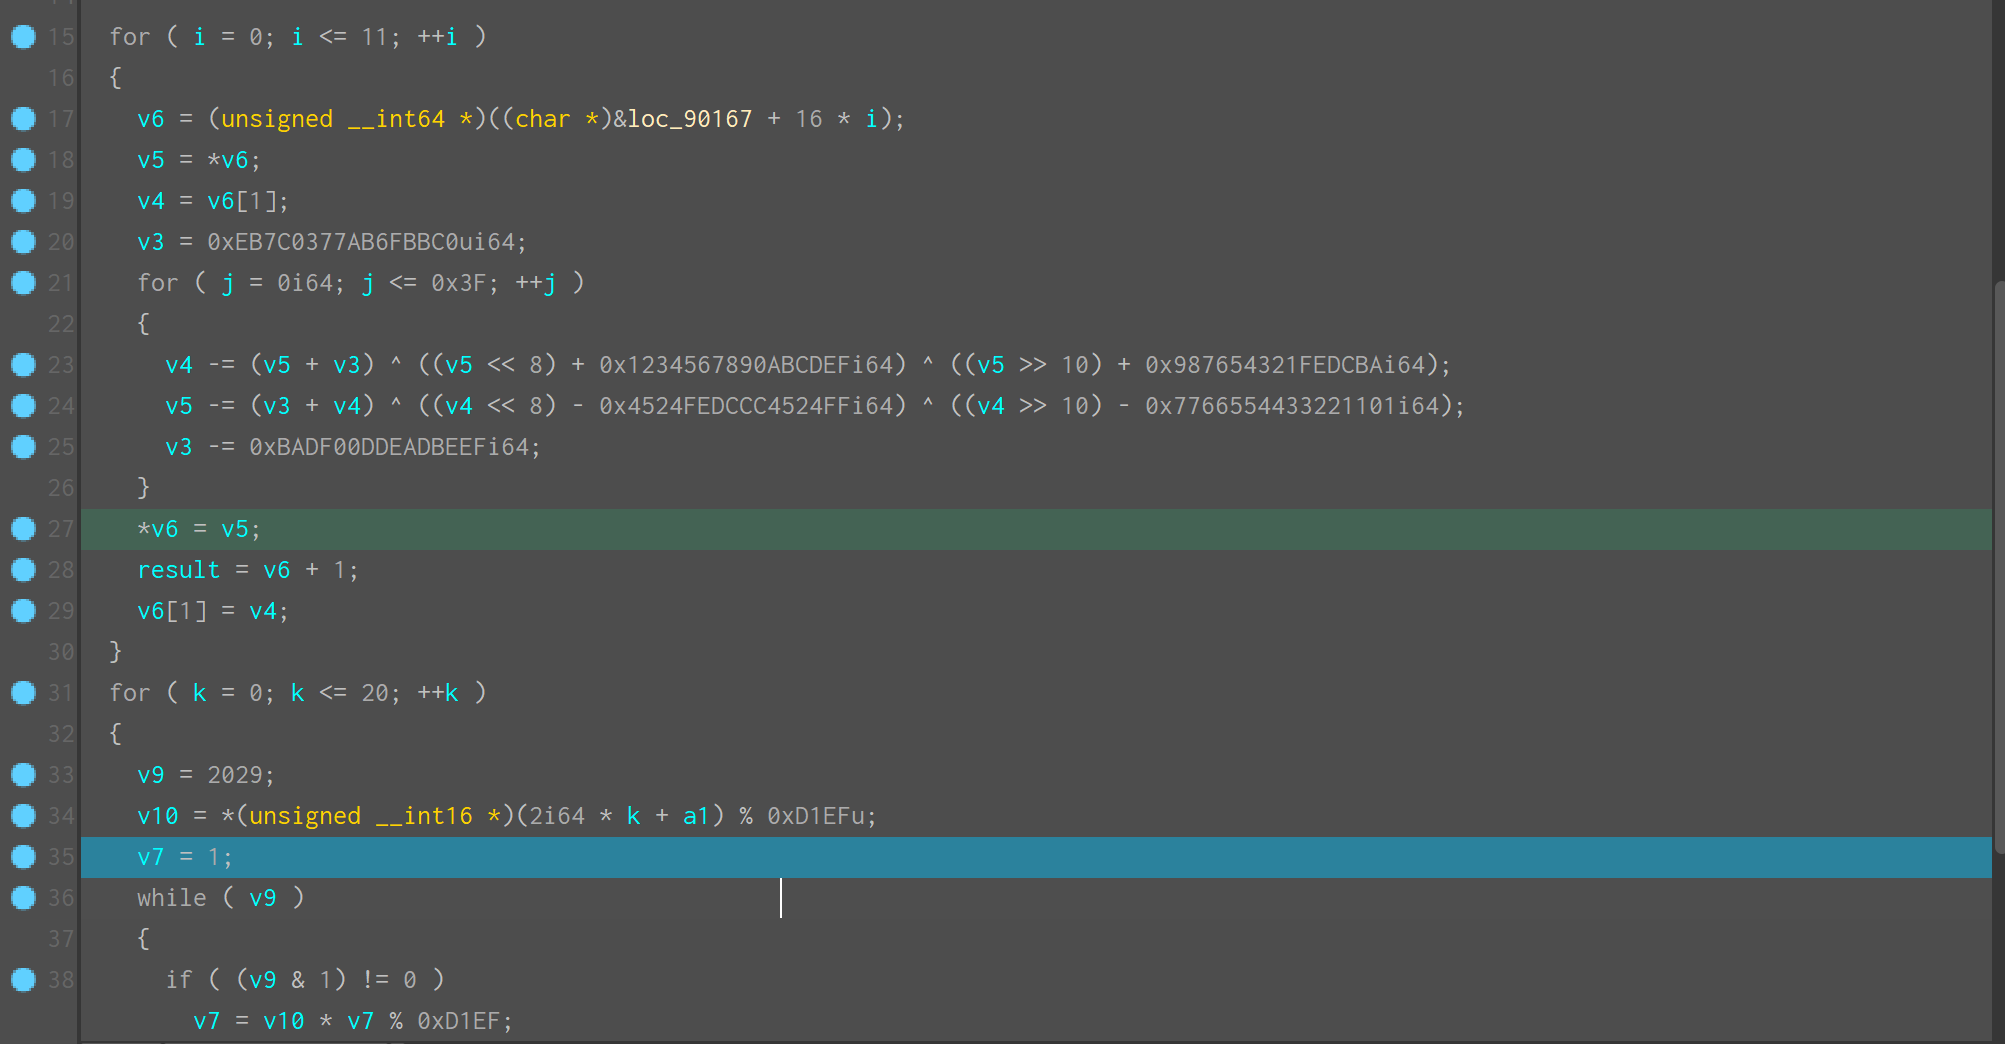 15 for ( i = 0; i <= 11; ++i )
16 {
17 v6 = (unsigned __int64 *)((char *)&loc_90167 + 16 * i);
18 v5 = *v6;
19 v4 = v6[1];
20 v3 = 0xEB7C0377AB6FBBC0ui64;
21 for ( j = 0i64; j <= 0x3F; ++j )
22 {
23 v4 -= (v5 + v3) ^ ((v5 << 8) + 0x1234567890ABCDEFi64) ^ ((v5 >> 10) + 0x987654321FEDCBAi64);
24 v5 -= (v3 + v4) ^ ((v4 << 8) - 0x4524FEDCCC4524FFi64) ^ ((v4 >> 10) - 0x7766554433221101i64);
25 v3 -= 0xBADF00DDEADBEEFi64;
26 }
27 *v6 = v5;
28 result = v6 + 1;
29 v6[1] = v4;
30 }
31 for ( k = 0; k <= 20; ++k )
32 {
33 v9 = 2029;
34 v10 = *(unsigned __int16 *)(2i64 * k + a1) % 0xD1EFu;
35 v7 = 1;
36 while ( v9 )
37 {
38 if ( (v9 & 1) != 0 )
v7 = v10 * v7 % 0xD1EF;